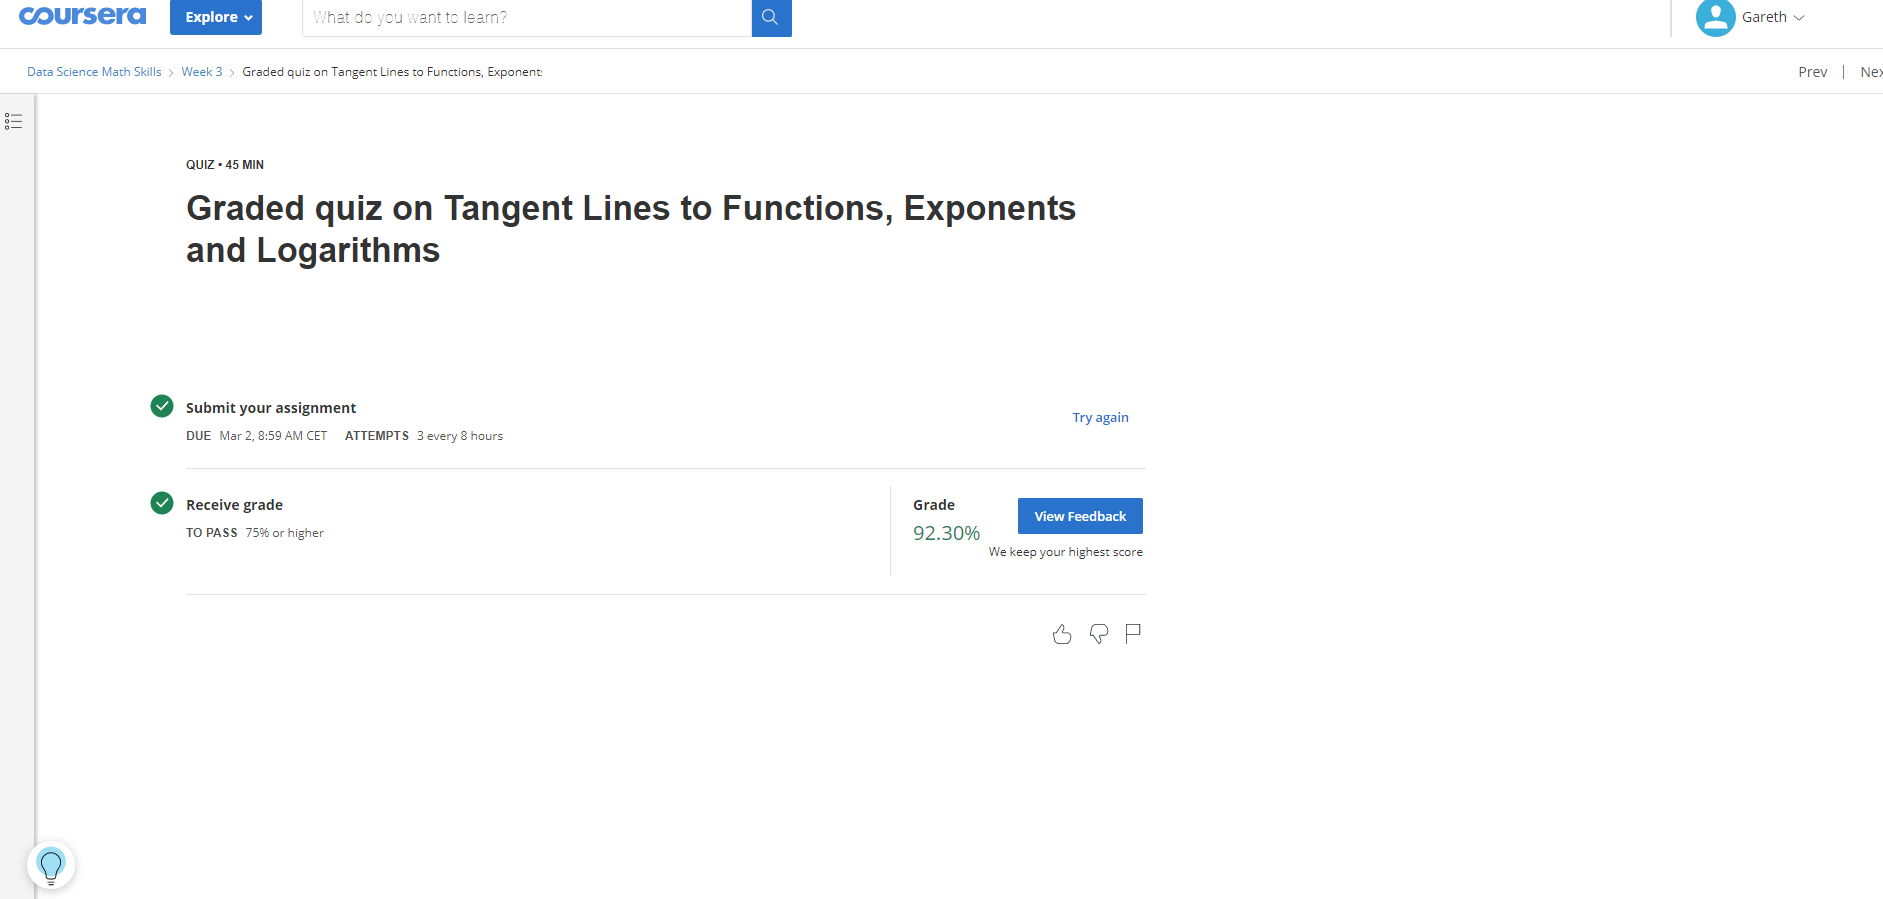 coursera Explore What do you want to learn? Gareth
Data Science Math Skills Week 3 Graded quiz on Tangent Lines to Functions, Exponent Prev | Nex
QUIZ • 45 MIN
Graded quiz on Tangent Lines to Functions, Exponents
and Logarithms
Submit your assignment
Try again
DUE Mar 2, 8:59 AM CET ATTEMPTS 3 every 8 hours
Receive grade
Grade
View Feedback
TO PASS 75% or higher
92.30%
We keep your highest score